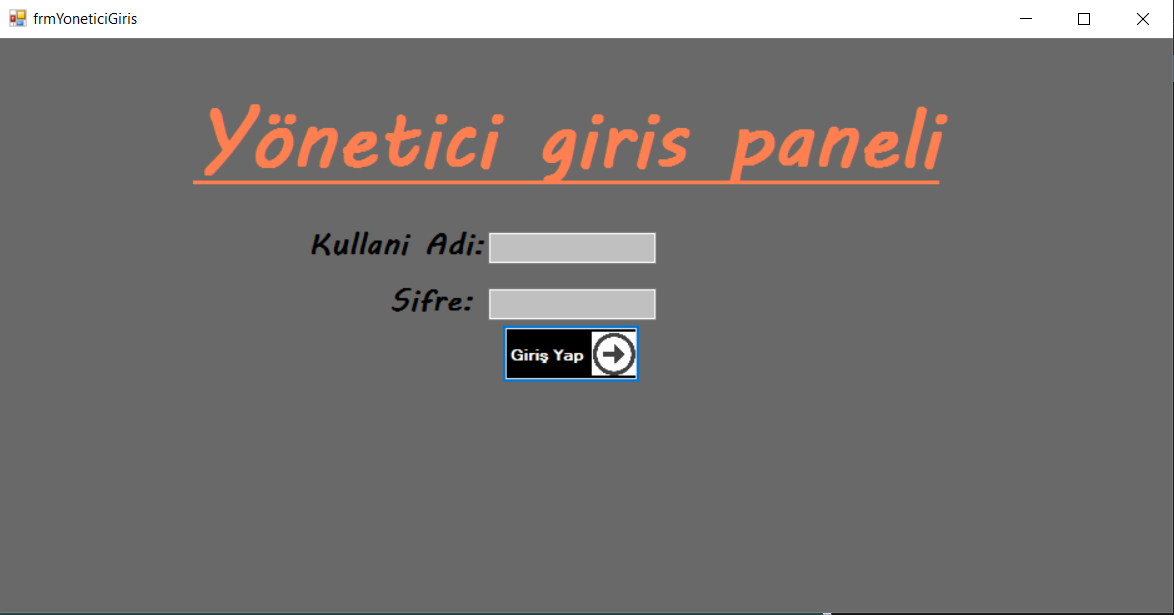 frmYoneticiGiris
Yönetici giris paneli
Kullani Adi:
Sifre:
Giriş Yap